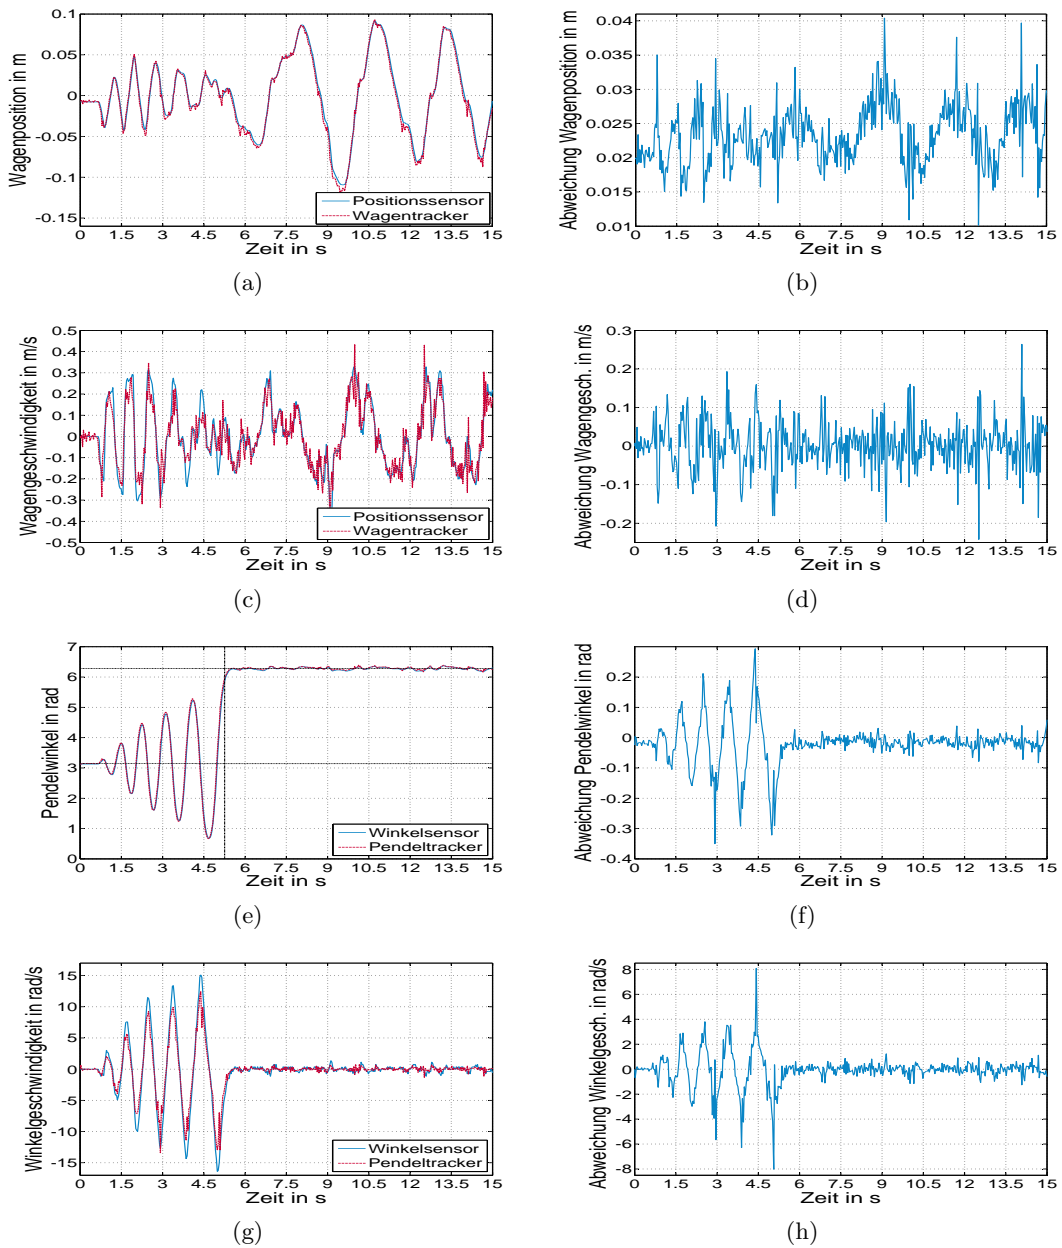 Wagenposition in m
0.1
0.05
0
-0.05
-0.1
-0.15
0 1.5 3 4.5 6 7.5 9 10.5 12 13.5 15
Zeit in s
Positionssensor
Wagentracker
(a)
Abweichung Wagenposition in m
0.04
0.035
0.03
0.025
0.02
0.015
0.01
0 1.5 3 4.5 6 7.5 9 10.5 12 13.5 15
Zeit in s
(b)
Wagengeschwindigkeit in m/s
0.5
0.4
0.3
0.2
0.1
0
-0.1
-0.2
-0.3
-0.4
-0.5
0 1.5 3 4.5 6 7.5 9 10.5 12 13.5 15
Zeit in s
Positionssensor
Wagentracker
(c)
Abweichung Wagengesch. in m/s
0.3
0.2
0.1
0
-0.1
-0.2
0 1.5 3 4.5 6 7.5 9 10.5 12 13.5 15
Zeit in s
(d)
Pendelwinkel in rad
7
6
5
4
3
2
1
0
0 1.5 3 4.5 6 7.5 9 10.5 12 13.5 15
Zeit in s
Winkelsensor
Pendeltracker
(e)
Abweichung Pendelwinkel in rad
0.2
0.1
0
-0.1
-0.2
-0.3
-0.4
0 1.5 3 4.5 6 7.5 9 10.5 12 13.5 15
Zeit in s
(f)
Winkelgeschwindigkeit in rad/s
15
10
5
0
-5
-10
-15
0 1.5 3 4.5 6 7.5 9 10.5 12 13.5 15
Zeit in s
Winkelsensor
Pendeltracker
(g)
Abweichung Winkelgesch. in rad/s
8
6
4
2
0
-2
-4
-6
-8
0 1.5 3 4.5 6 7.5 9 10.5 12 13.5 15
Zeit in s
(h)